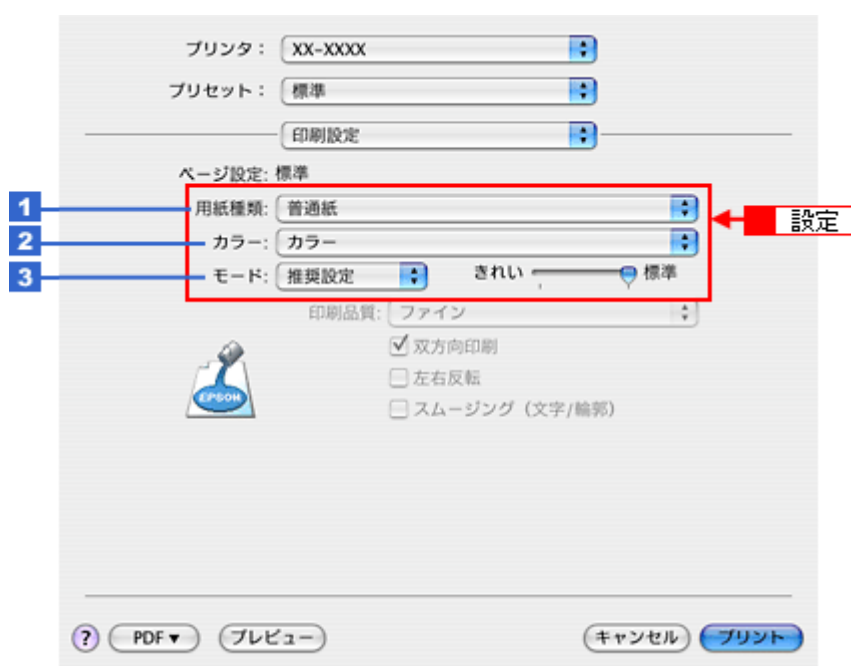 プリンタ： XX-XXXX
プリセット： 標準
印刷設定
ページ設定: 標準
1 用紙種類: 普通紙
設定
2 カラー: カラー
3 モード: 推奨設定 きれい 標準
印刷品質: ファイン
双方向印刷
左右反転
スムージング（文字/輪郭）
EPSON
? PDF▼ プレビュー キャンセル プリント